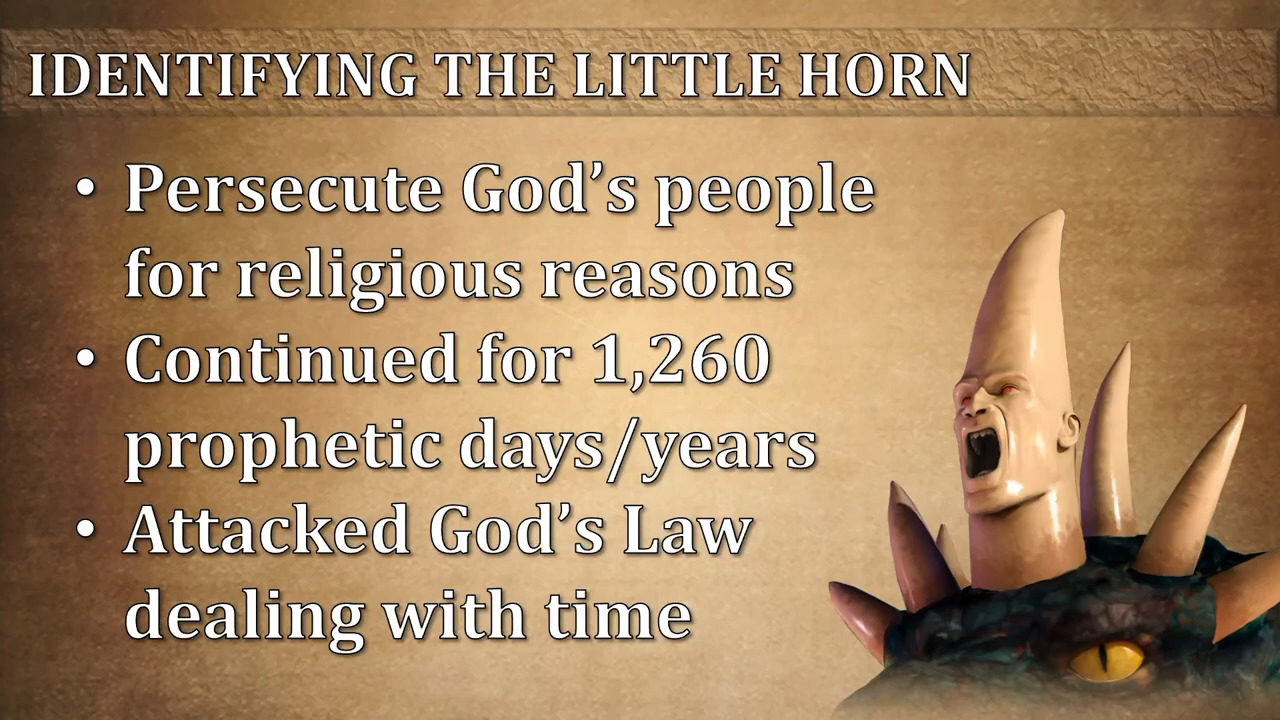 IDENTIFYING THE LITTLE HORN
• Persecute God’s people
for religious reasons
• Continued for 1,260
prophetic days/years
• Attacked God’s Law
dealing with time